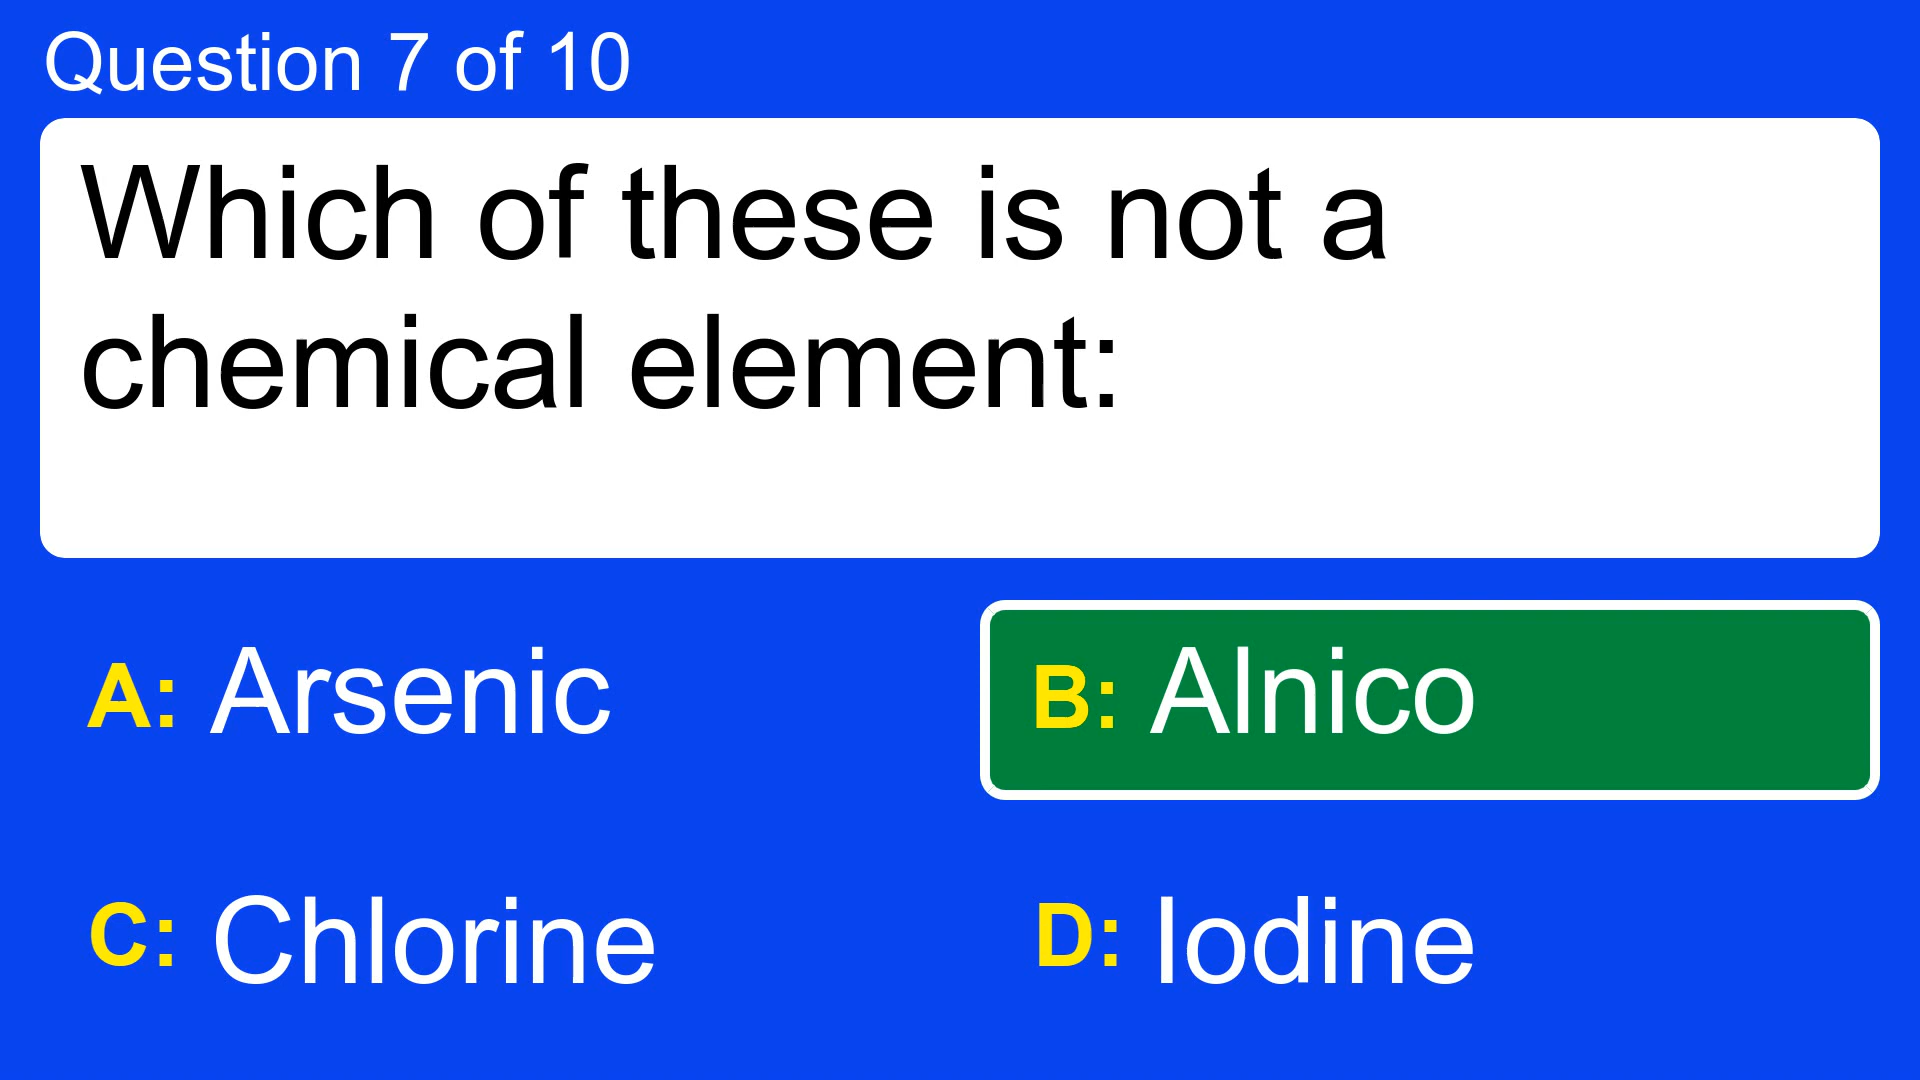 Question 7 of 10
Which of these is not a
chemical element:
A: Arsenic
B: Alnico
C: Chlorine
D: Iodine